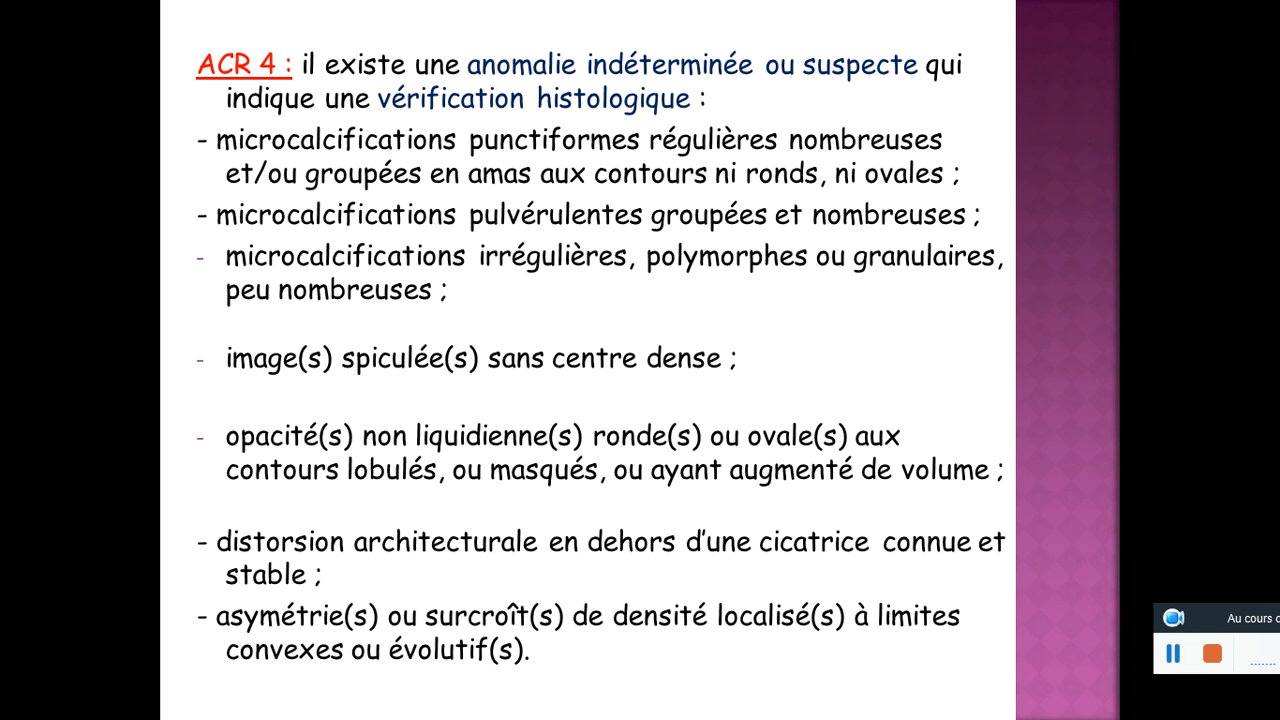 ACR 4 : il existe une anomalie indéterminée ou suspecte qui
indique une vérification histologique :
- microcalcifications punctiformes régulières nombreuses
et/ou groupées en amas aux contours ni ronds, ni ovales ;
- microcalcifications pulvérulentes groupées et nombreuses ;
- microcalcifications irrégulières, polymorphes ou granulaires,
peu nombreuses ;
- image(s) spiculée(s) sans centre dense ;
- opacité(s) non liquidienne(s) ronde(s) ou ovale(s) aux
contours lobulés, ou masqués, ou ayant augmenté de volume ;
- distorsion architecturale en dehors d'une cicatrice connue et
stable ;
- asymétrie(s) ou surcroît(s) de densité localisé(s) à limites
convexes ou évolutif(s).
Au cours